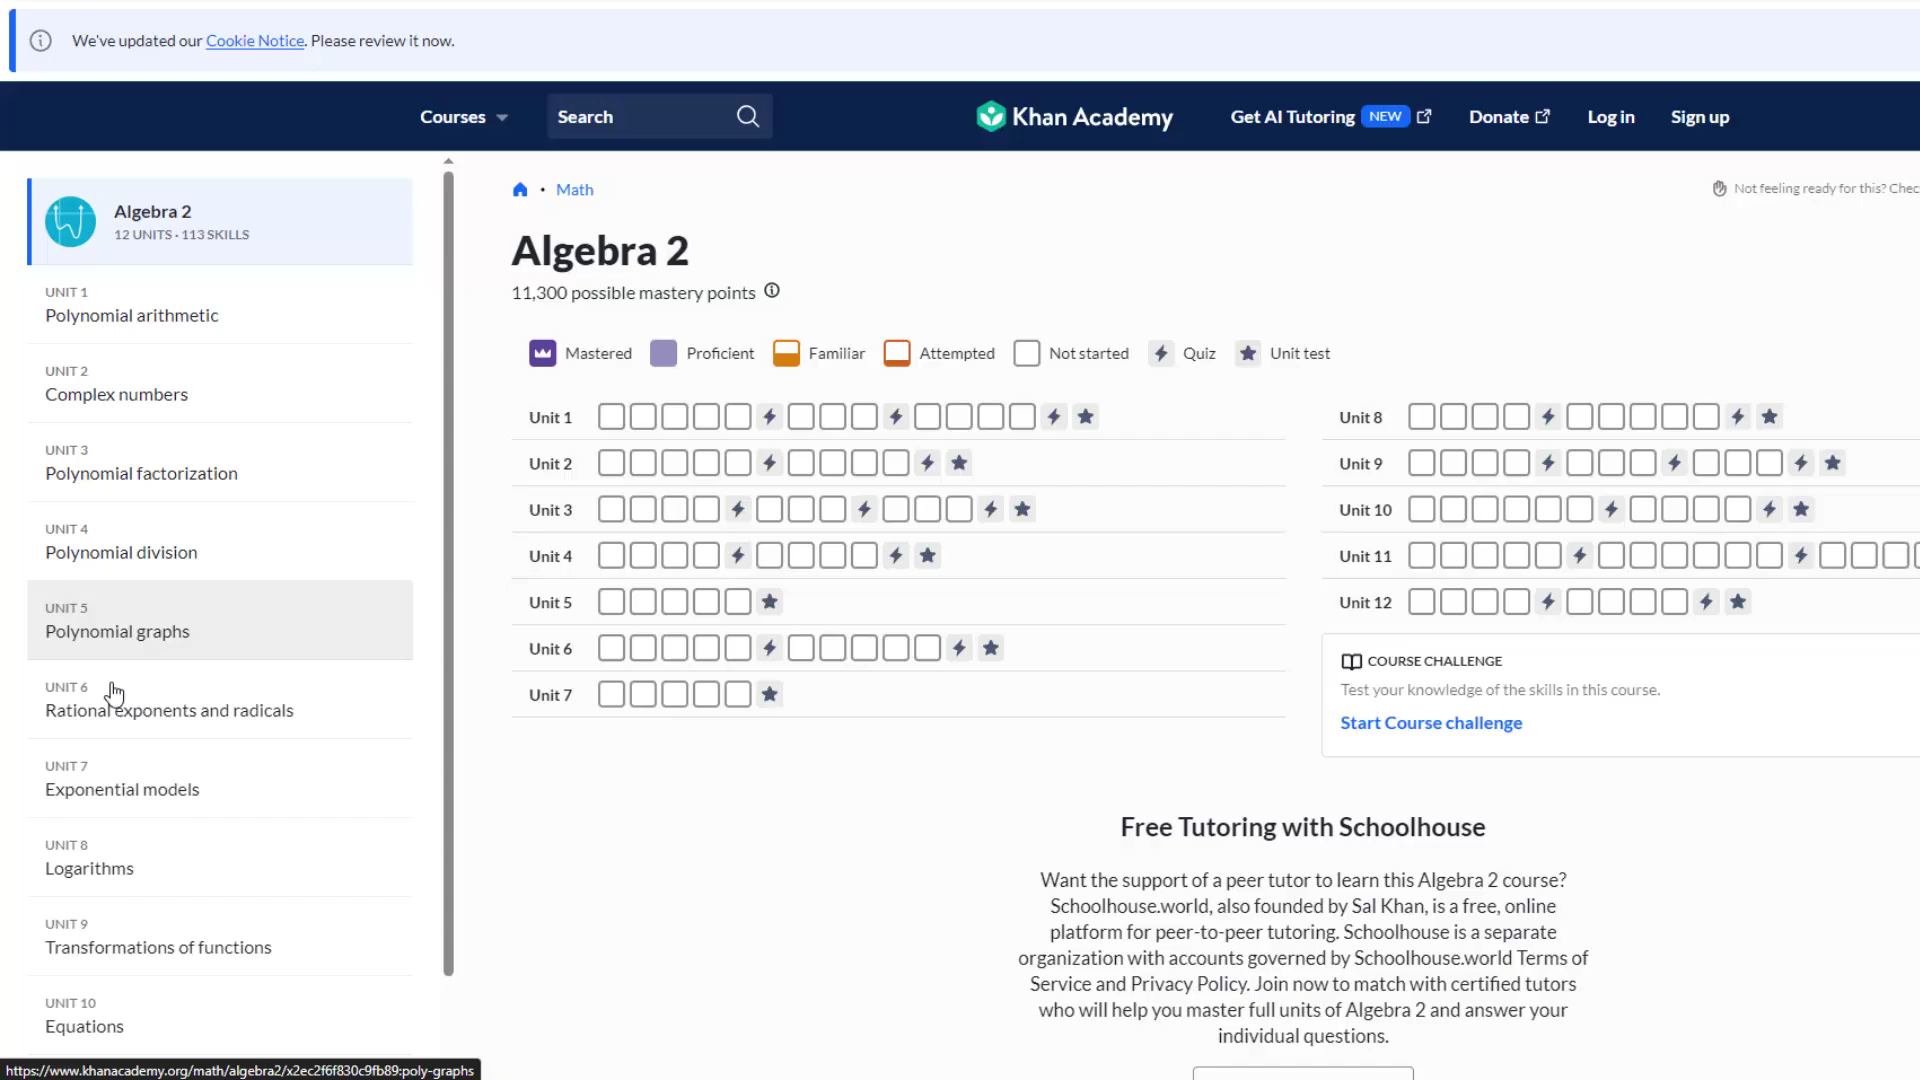 We've updated our Cookie Notice. Please review it now.
Courses
Search
Khan Academy
Get AI Tutoring NEW
Donate
Log in
Sign up
Algebra 2
12 UNITS · 113 SKILLS
UNIT 1
Polynomial arithmetic
UNIT 2
Complex numbers
UNIT 3
Polynomial factorization
UNIT 4
Polynomial division
UNIT 5
Polynomial graphs
UNIT 6
Rational exponents and radicals
UNIT 7
Exponential models
UNIT 8
Logarithms
UNIT 9
Transformations of functions
UNIT 10
Equations
https://www.khanacademy.org/math/algebra2/x2ec2f6f830c9fb89:poly-graphs
• Math
Not feeling ready for this? Chec
Algebra 2
11,300 possible mastery points
Mastered
Proficient
Familiar
Attempted
Not started
Quiz
Unit test
Unit 1
Unit 2
Unit 3
Unit 4
Unit 5
Unit 6
Unit 7
Unit 8
Unit 9
Unit 10
Unit 11
Unit 12
COURSE CHALLENGE
Test your knowledge of the skills in this course.
Start Course challenge
Free Tutoring with Schoolhouse
Want the support of a peer tutor to learn this Algebra 2 course?
Schoolhouse.world, also founded by Sal Khan, is a free, online
platform for peer-to-peer tutoring. Schoolhouse is a separate
organization with accounts governed by Schoolhouse.world Terms of
Service and Privacy Policy. Join now to match with certified tutors
who will help you master full units of Algebra 2 and answer your
individual questions.